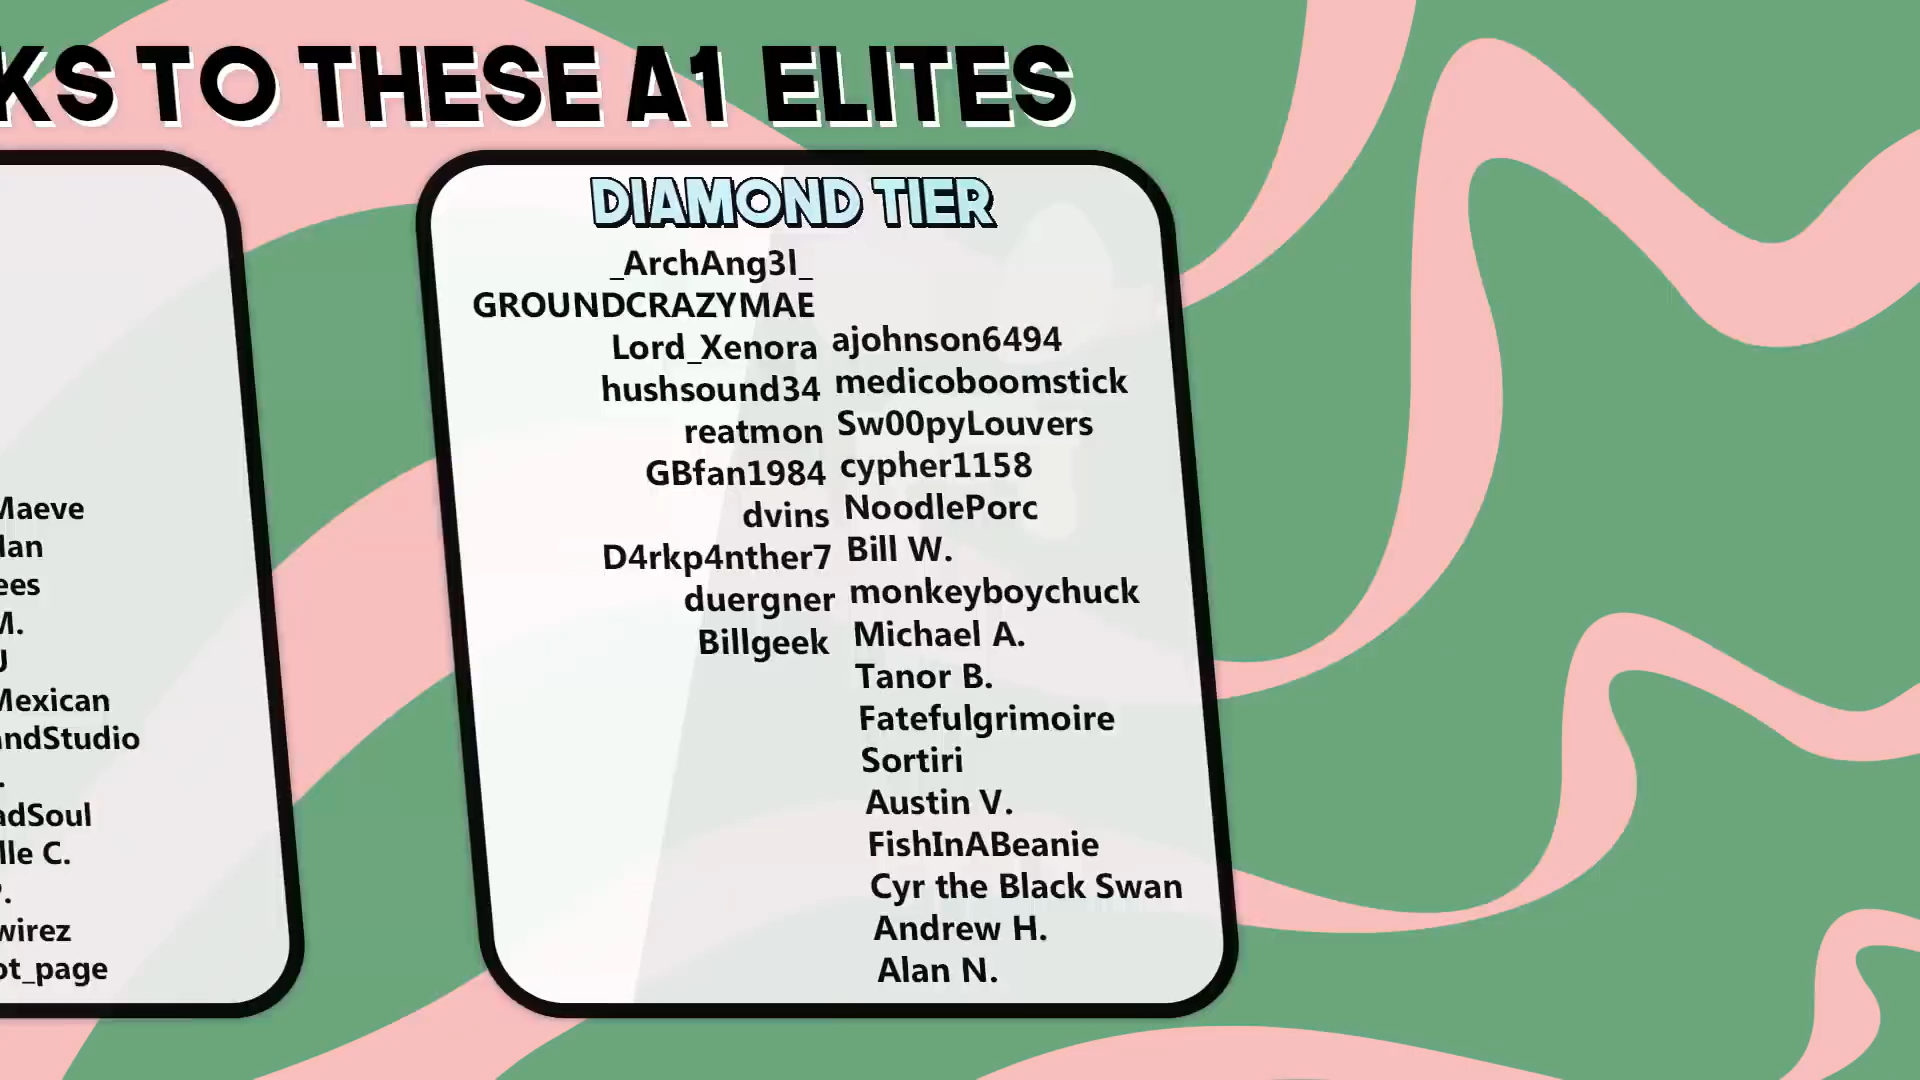 TO THESE A1 ELITES
DIAMOND TIER
_ArchAng3l_
GROUNDCRAZYMAE
Lord_Xenora
hushsound34
reatmon
GBfan1984
dvins
D4rkp4nther7
duergner
Billgeek
ajohnson6494
medicoboomstick
Sw00pyLouvers
cypher1158
NoodlePorc
Bill W.
monkeyboychuck
Michael A.
Tanor B.
Fatefulgrimoire
Sortiri
Austin V.
FishInABeanie
Cyr the Black Swan
Andrew H.
Alan N.